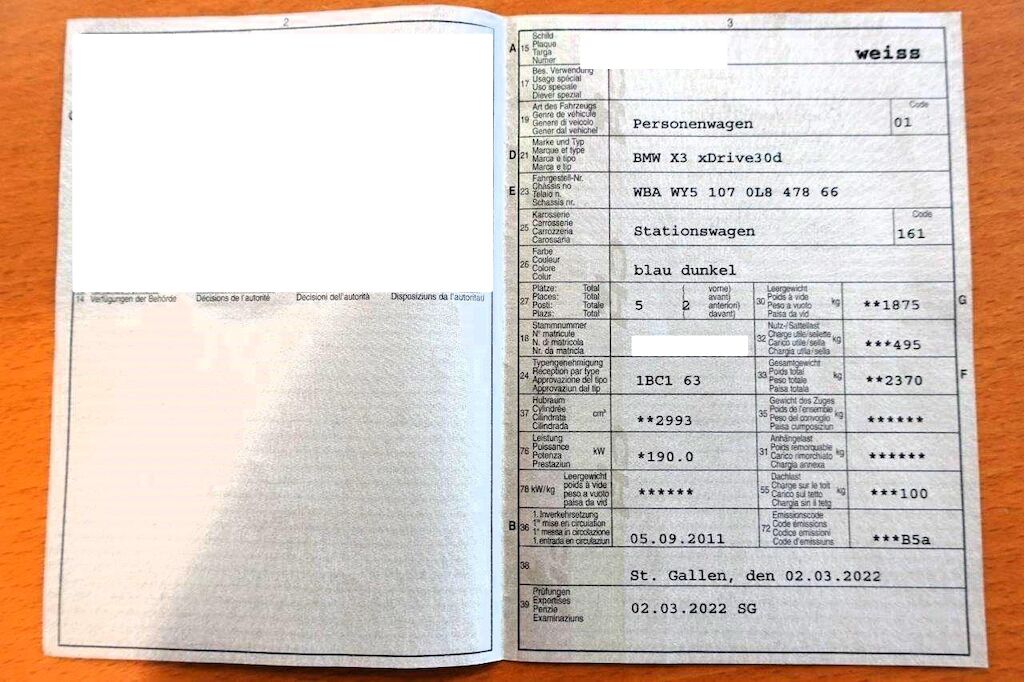 2
14 Verfügungen der Behörde Décisions de l'autorité Decisioni dell'autorità Disposiziuns da l'autoritad
3
A 15 Schild
Plaque
Targa
Numer
weiss
17 Bes. Verwendung
Usage spécial
Uso speciale
Diever spezial
19 Art des Fahrzeugs
Genre de véhicule
Genere di veicolo
Gener dal vehichel
Personenwagen
Code
01
D 21 Marke und Typ
Marque et type
Marca e tipo
Marca e tip
BMW X3 xDrive30d
E 23 Fahrgestell-Nr.
Châssis no
Telaio n.
Schassis nr.
WBA WY5 107 0L8 478 66
25 Karosserie
Carrosserie
Carrozzeria
Carossaria
Stationswagen
Code
161
26 Farbe
Couleur
Colore
Colur
blau dunkel
27 Plätze: Total
Places: Total
Posti: Totale
Plazs: Total
5 2
( vorne)
avant)
anteriori)
( davant)
30 Leergewicht
Poids à vide
Peso a vuoto
Paisa da vid
kg
**1875
G
18 Stammnummer
N° matricule
N. di matricola
Nr. da matricla
32 Nutz-/Sattellast
Charge utile/sellette
Carico utile/sella
Chargia utila/sella
kg
***495
24 Typengenehmigung
Réception par type
Approvazione del tipo
Approvaziun dal tip
1BC1 63
33 Gesamtgewicht
Poids total
Peso totale
Paisa totala
kg
**2370
F
37 Hubraum
Cylindrée
Cilindrata
Cilindrada
cm³
**2993
35 Gewicht des Zuges
Poids de l'ensemble
Peso del convoglio
Paisa cumposiziun
kg
******
76 Leistung
Puissance
Potenza
Prestaziun
kW
*190.0
31 Anhängelast
Poids remorquable
Carico rimorchiato
Chargia annexa
kg
******
78 kW/kg
Leergewicht
poids à vide
peso a vuoto
paisa da vid
******
55 Dachlast
Charge sur le toit
Carico sul tetto
Chargia sin il tetg
kg
***100
B 36 1. Inverkehrsetzung
1re mise en circulation
1a messa in circolazione
1. entrada en circulaziun
05.09.2011
72 Emissionscode
Code émissions
Codice emissioni
Code d'emissiuns
***B5a
38
St. Gallen, den 02.03.2022
39 Prüfungen
Expertises
Perizie
Examinaziuns
02.03.2022 SG